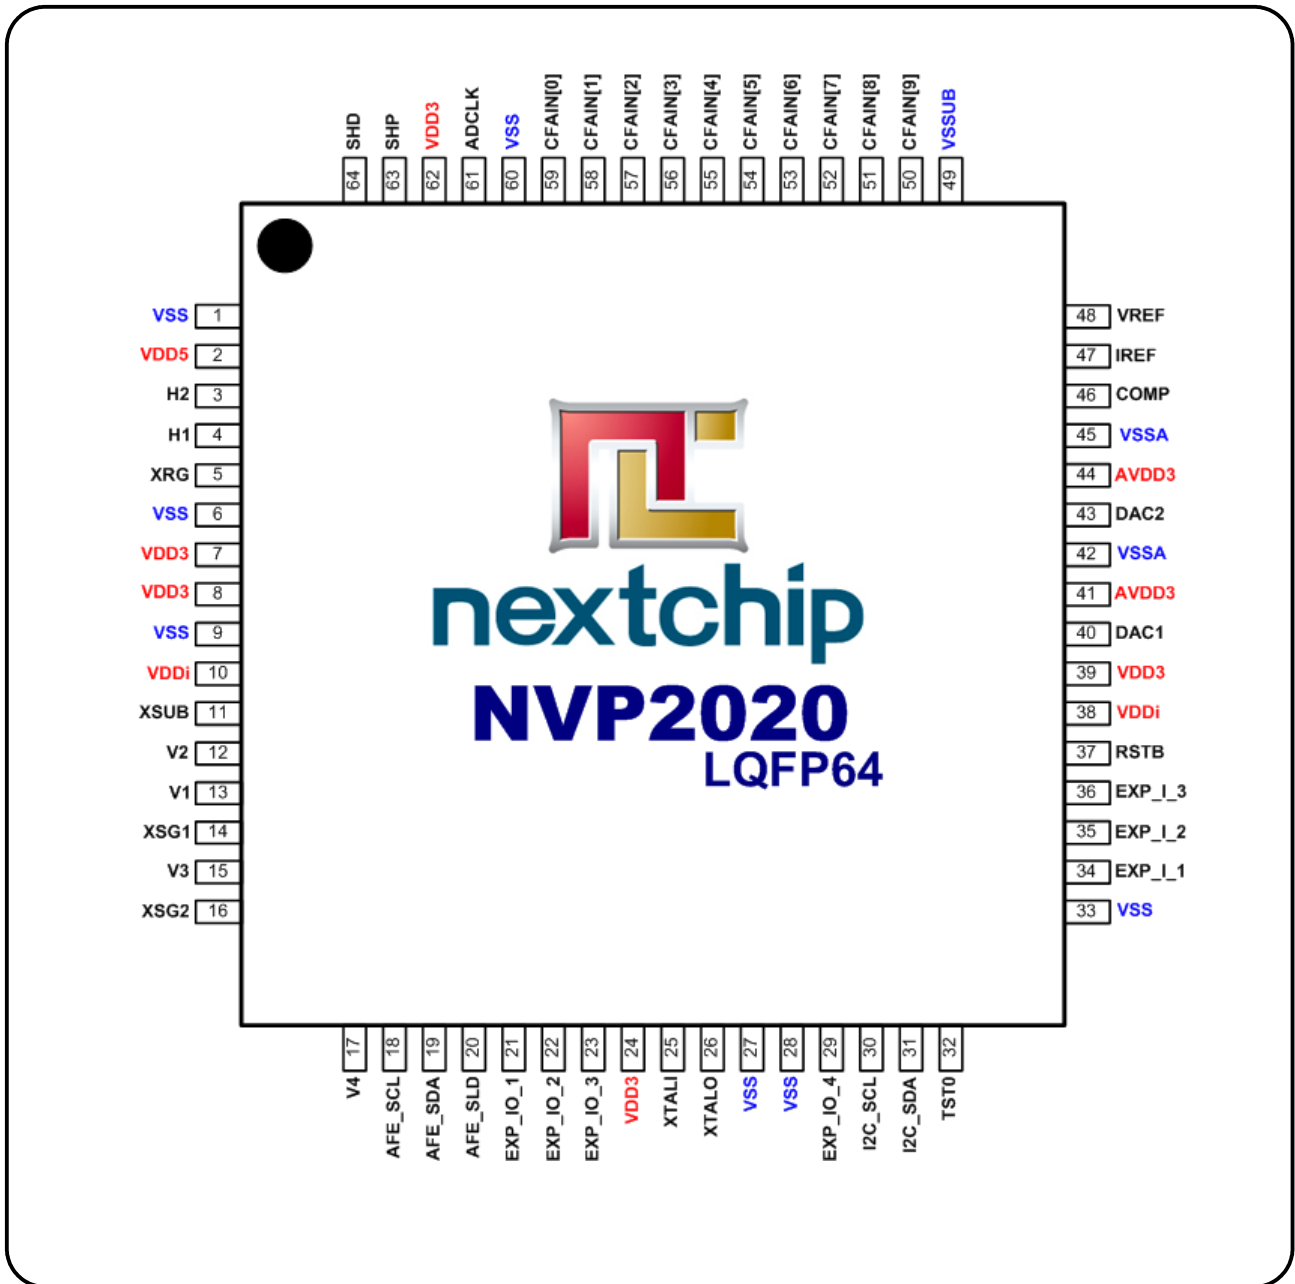 SHD
SHP
VDD3
ADCLK
VSS
CFAIN[0]
CFAIN[1]
CFAIN[2]
CFAIN[3]
CFAIN[4]
CFAIN[5]
CFAIN[6]
CFAIN[7]
CFAIN[8]
CFAIN[9]
VSSUB
64
63
62
61
60
59
58
57
56
55
54
53
52
51
50
49
VSS 1
VDD5 2
H2 3
H1 4
XRG 5
VSS 6
VDD3 7
VDD3 8
VSS 9
VDDi 10
XSUB 11
V2 12
V1 13
XSG1 14
V3 15
XSG2 16
nextchip
NVP2020
LQFP64
48 VREF
47 IREF
46 COMP
45 VSSA
44 AVDD3
43 DAC2
42 VSSA
41 AVDD3
40 DAC1
39 VDD3
38 VDDi
37 RSTB
36 EXP_I_3
35 EXP_I_2
34 EXP_I_1
33 VSS
17
18
19
20
21
22
23
24
25
26
27
28
29
30
31
32
V4
AFE_SCL
AFE_SDA
AFE_SLD
EXP_IO_1
EXP_IO_2
EXP_IO_3
VDD3
XTALI
XTALO
VSS
VSS
EXP_IO_4
I2C_SCL
I2C_SDA
TST0